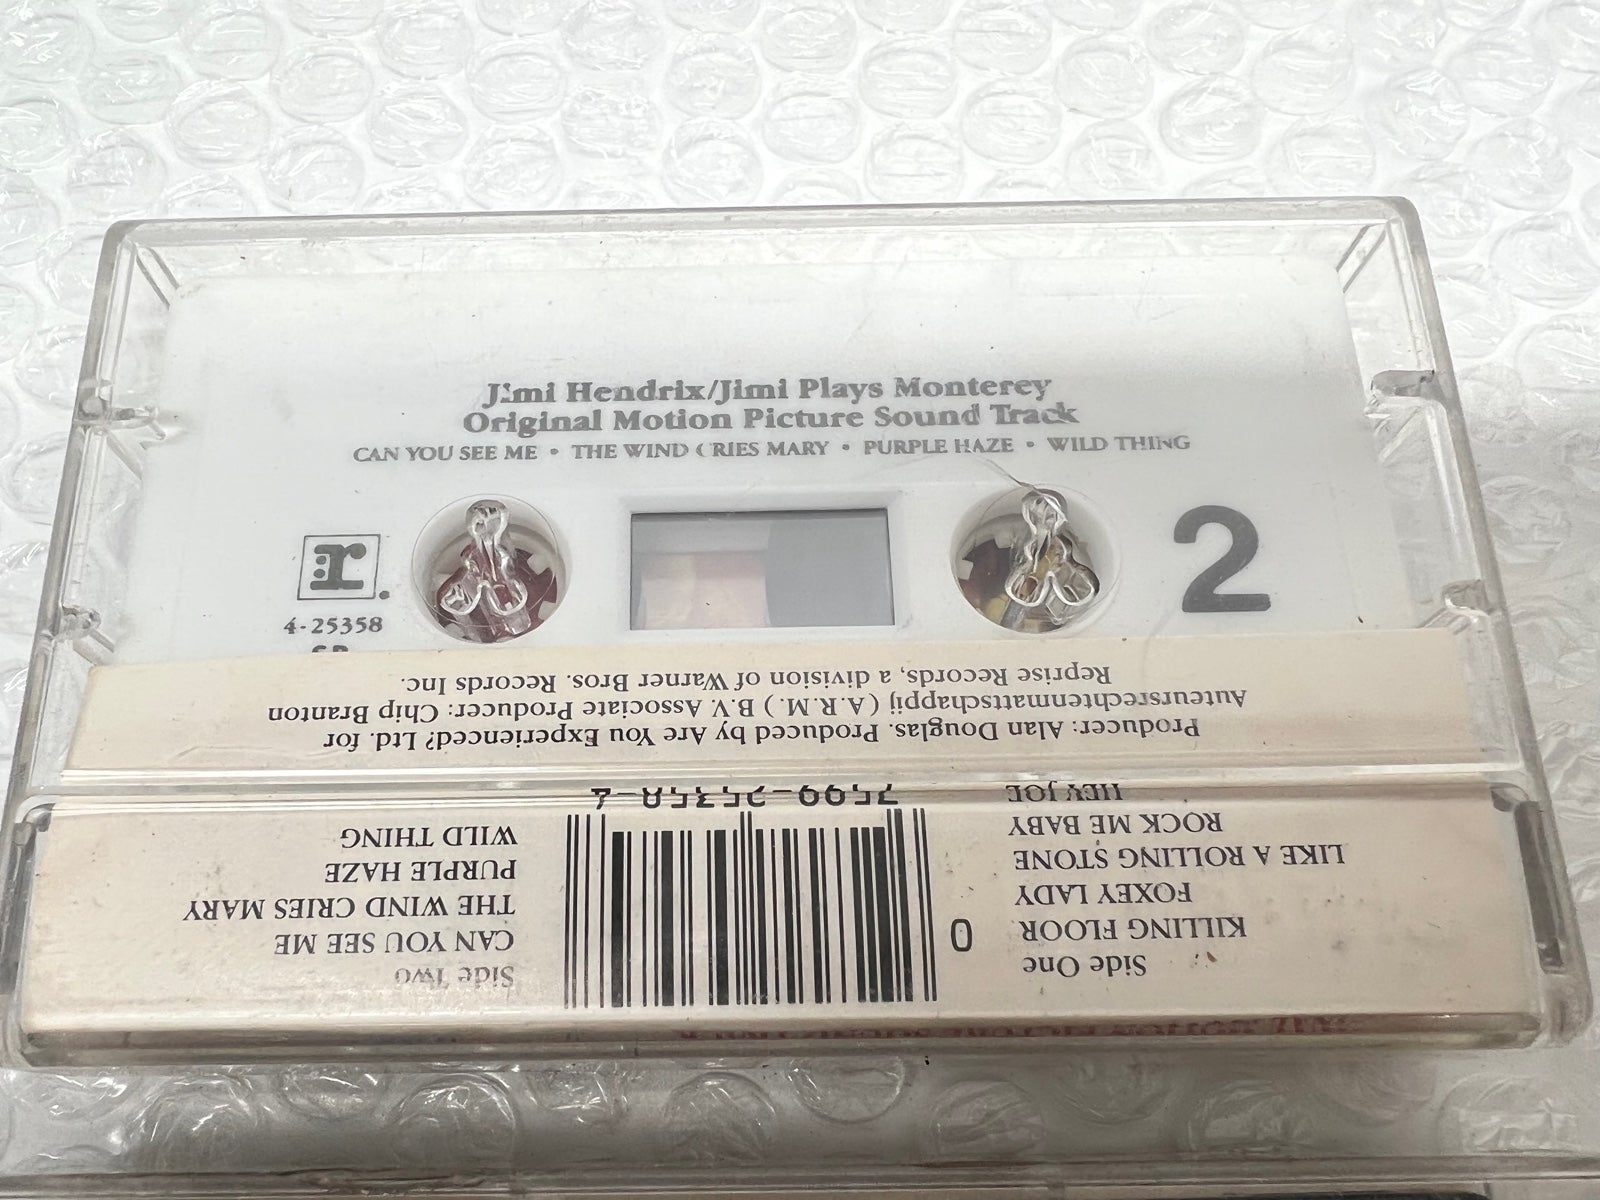 Jimi Hendrix/Jimi Plays Monterey
Original Motion Picture Sound Track
CAN YOU SEE ME • THE WIND CRIES MARY • PURPLE HAZE • WILD THING
r
2
4-25358
Producer: Alan Douglas. Produced by Are You Experienced? Ltd. for
Auteursrechtenmattschappij (A.R.M.) B.V. Associate Producer: Chip Branton
Reprise Records, a division of Warner Bros. Records Inc.
Side One
KILLING FLOOR
FOXEY LADY
LIKE A ROLLING STONE
ROCK ME BABY
HEY JOE
0
7599-25358-4
Side Two
CAN YOU SEE ME
THE WIND CRIES MARY
PURPLE HAZE
WILD THING